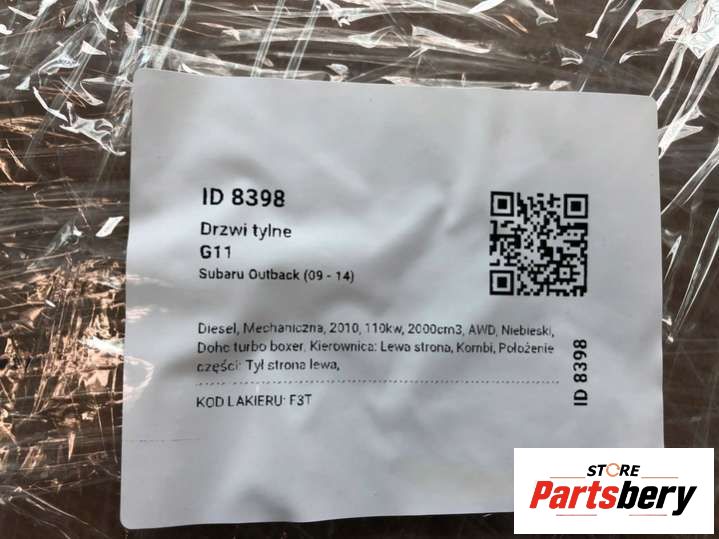 ID 8398
Drzwi tylne
G11
Subaru Outback (09 - 14)
Diesel, Mechaniczna, 2010, 110kw, 2000cm3, AWD, Niebieski,
Dohc turbo boxer, Kierownica: Lewa strona, Kombi, Położenie
części: Tył strona lewa,
KOD LAKIERU: F3T
ID 8398
STORE
Partsbery